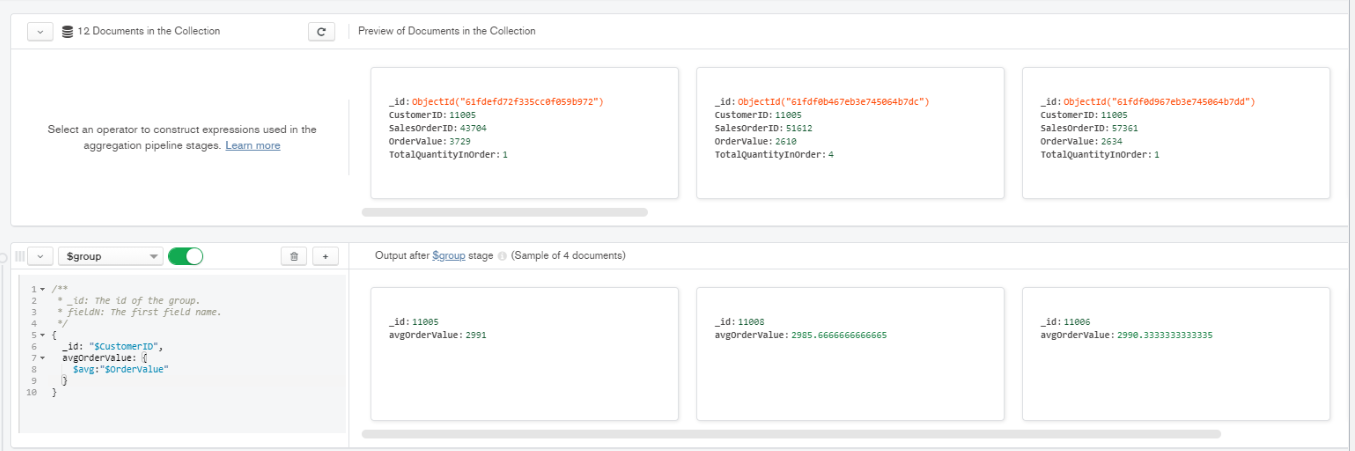 12 Documents in the Collection
Preview of Documents in the Collection
Select an operator to construct expressions used in the
aggregation pipeline stages. Learn more
_id: ObjectId("61fdefd72f335cc0f059b972")
CustomerID: 11005
SalesOrderID: 43704
OrderValue: 3729
TotalQuantityInOrder: 1
_id: ObjectId("61fdf0b467eb3e745064b7dc")
CustomerID: 11005
SalesOrderID: 51612
OrderValue: 2610
TotalQuantityInOrder: 4
_id: ObjectId("61fdf0d967eb3e745064b7dd")
CustomerID: 11005
SalesOrderID: 57361
OrderValue: 2634
TotalQuantityInOrder: 1
$group
Output after $group stage (Sample of 4 documents)
1 /**
2 * _id: The id of the group.
3 * fieldN: The first field name.
4 */
5 {
6 _id: "$CustomerID",
7 avgOrderValue: {
8 $avg:"$OrderValue"
9 }
10 }
_id: 11005
avgOrderValue: 2991
_id: 11008
avgOrderValue: 2985.6666666666665
_id: 11006
avgOrderValue: 2990.3333333333335